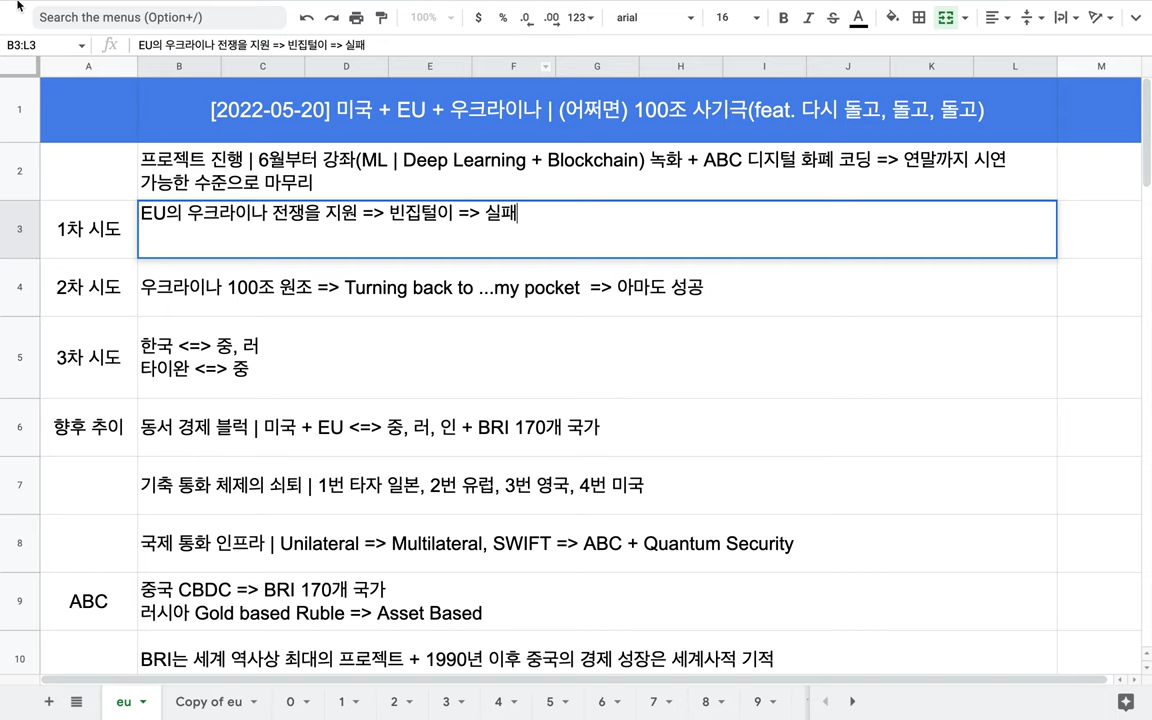 Search the menus (Option+/)
100%
$ % .0 .00 123
arial
16
B I S A
B3:L3
fx
EU의 우크라이나 전쟁을 지원 => 빈집털이 => 실패
A B C D E F G H I J K L M
1
[2022-05-20] 미국 + EU + 우크라이나 | (어쩌면) 100조 사기극(feat. 다시 돌고, 돌고, 돌고)
2
프로젝트 진행 | 6월부터 강좌(ML | Deep Learning + Blockchain) 녹화 + ABC 디지털 화폐 코딩 => 연말까지 시연
가능한 수준으로 마무리
3
1차 시도
EU의 우크라이나 전쟁을 지원 => 빈집털이 => 실패
4
2차 시도
우크라이나 100조 원조 => Turning back to ...my pocket => 아마도 성공
5
3차 시도
한국 <=> 중, 러
타이완 <=> 중
6
향후 추이
동서 경제 블럭 | 미국 + EU <=> 중, 러, 인 + BRI 170개 국가
7
기축 통화 체제의 쇠퇴 | 1번 타자 일본, 2번 유럽, 3번 영국, 4번 미국
8
국제 통화 인프라 | Unilateral => Multilateral, SWIFT => ABC + Quantum Security
9
ABC
중국 CBDC => BRI 170개 국가
러시아 Gold based Ruble => Asset Based
10
BRI는 세계 역사상 최대의 프로젝트 + 1990년 이후 중국의 경제 성장은 세계사적 기적
eu
Copy of eu
0 1 2 3 4 5 6 7 8 9